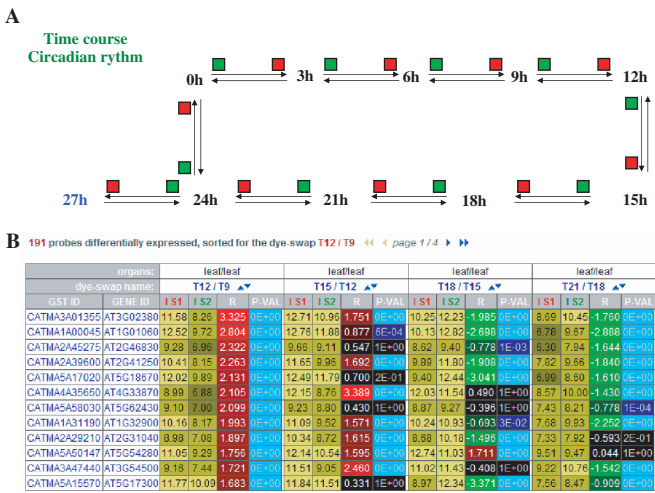 A
Time course
Circadian rythm
0h 3h 6h 9h 12h
27h 24h 21h 18h 15h
B 191 probes differentially expressed, sorted for the dye-swap T12 / T9 page 1 / 4
organs: leaf/leaf leaf/leaf leaf/leaf leaf/leaf
dye-swap name: T12 / T9 T15 / T12 T18 / T15 T21 / T18
GST ID GENE ID I S1 I S2 R P-VAL I S1 I S2 R P-VAL I S1 I S2 R P-VAL I S1 I S2 R P-VAL
CATMA3A01355 AT3G02380 11.58 8.26 3.325 0E+00 12.71 10.96 1.751 0E+00 10.25 12.23 -1.985 0E+00 8.69 10.45 -1.760 0E+00
CATMA1A00045 AT1G01060 12.52 9.72 2.804 0E+00 12.76 11.88 0.877 6E-04 10.13 12.82 -2.698 0E+00 6.78 9.67 -2.888 0E+00
CATMA2A45275 AT2G46830 9.28 6.96 2.322 0E+00 9.66 9.11 0.547 1E+00 8.62 9.40 -0.778 1E-03 6.30 7.94 -1.644 0E+00
CATMA2A39600 AT2G41250 10.41 8.15 2.263 0E+00 11.65 9.96 1.692 0E+00 9.89 11.80 -1.908 0E+00 7.82 9.66 -1.840 0E+00
CATMA5A17020 AT5G18670 12.02 9.89 2.131 0E+00 12.49 11.79 0.700 2E-01 9.40 12.44 -3.041 0E+00 6.99 8.60 -1.610 0E+00
CATMA4A35650 AT4G33870 8.99 6.88 2.105 0E+00 12.15 8.76 3.389 0E+00 12.03 11.54 0.490 1E+00 8.57 10.00 -1.430 0E+00
CATMA5A58030 AT5G62430 9.10 7.00 2.099 0E+00 9.23 8.80 0.430 1E+00 8.87 9.27 -0.396 1E+00 7.43 8.21 -0.778 1E-04
CATMA1A31190 AT1G32900 10.16 8.17 1.993 0E+00 11.09 9.52 1.571 0E+00 10.24 10.93 -0.693 3E-02 7.68 9.93 -2.252 0E+00
CATMA2A29210 AT2G31040 8.98 7.08 1.897 0E+00 10.34 8.72 1.615 0E+00 8.68 10.18 -1.496 0E+00 7.33 7.92 -0.593 2E-01
CATMA5A50147 AT5G54280 11.05 9.29 1.756 0E+00 12.14 10.54 1.595 0E+00 12.74 11.03 1.711 0E+00 9.51 9.47 0.044 1E+00
CATMA3A47440 AT3G54500 9.16 7.44 1.721 0E+00 11.51 9.05 2.460 0E+00 11.02 11.43 -0.408 1E+00 9.22 10.76 -1.542 0E+00
CATMA5A15570 AT5G17300 11.77 10.09 1.683 0E+00 11.84 11.51 0.331 1E+00 8.97 12.34 -3.371 0E+00 7.56 8.47 -0.909 0E+00